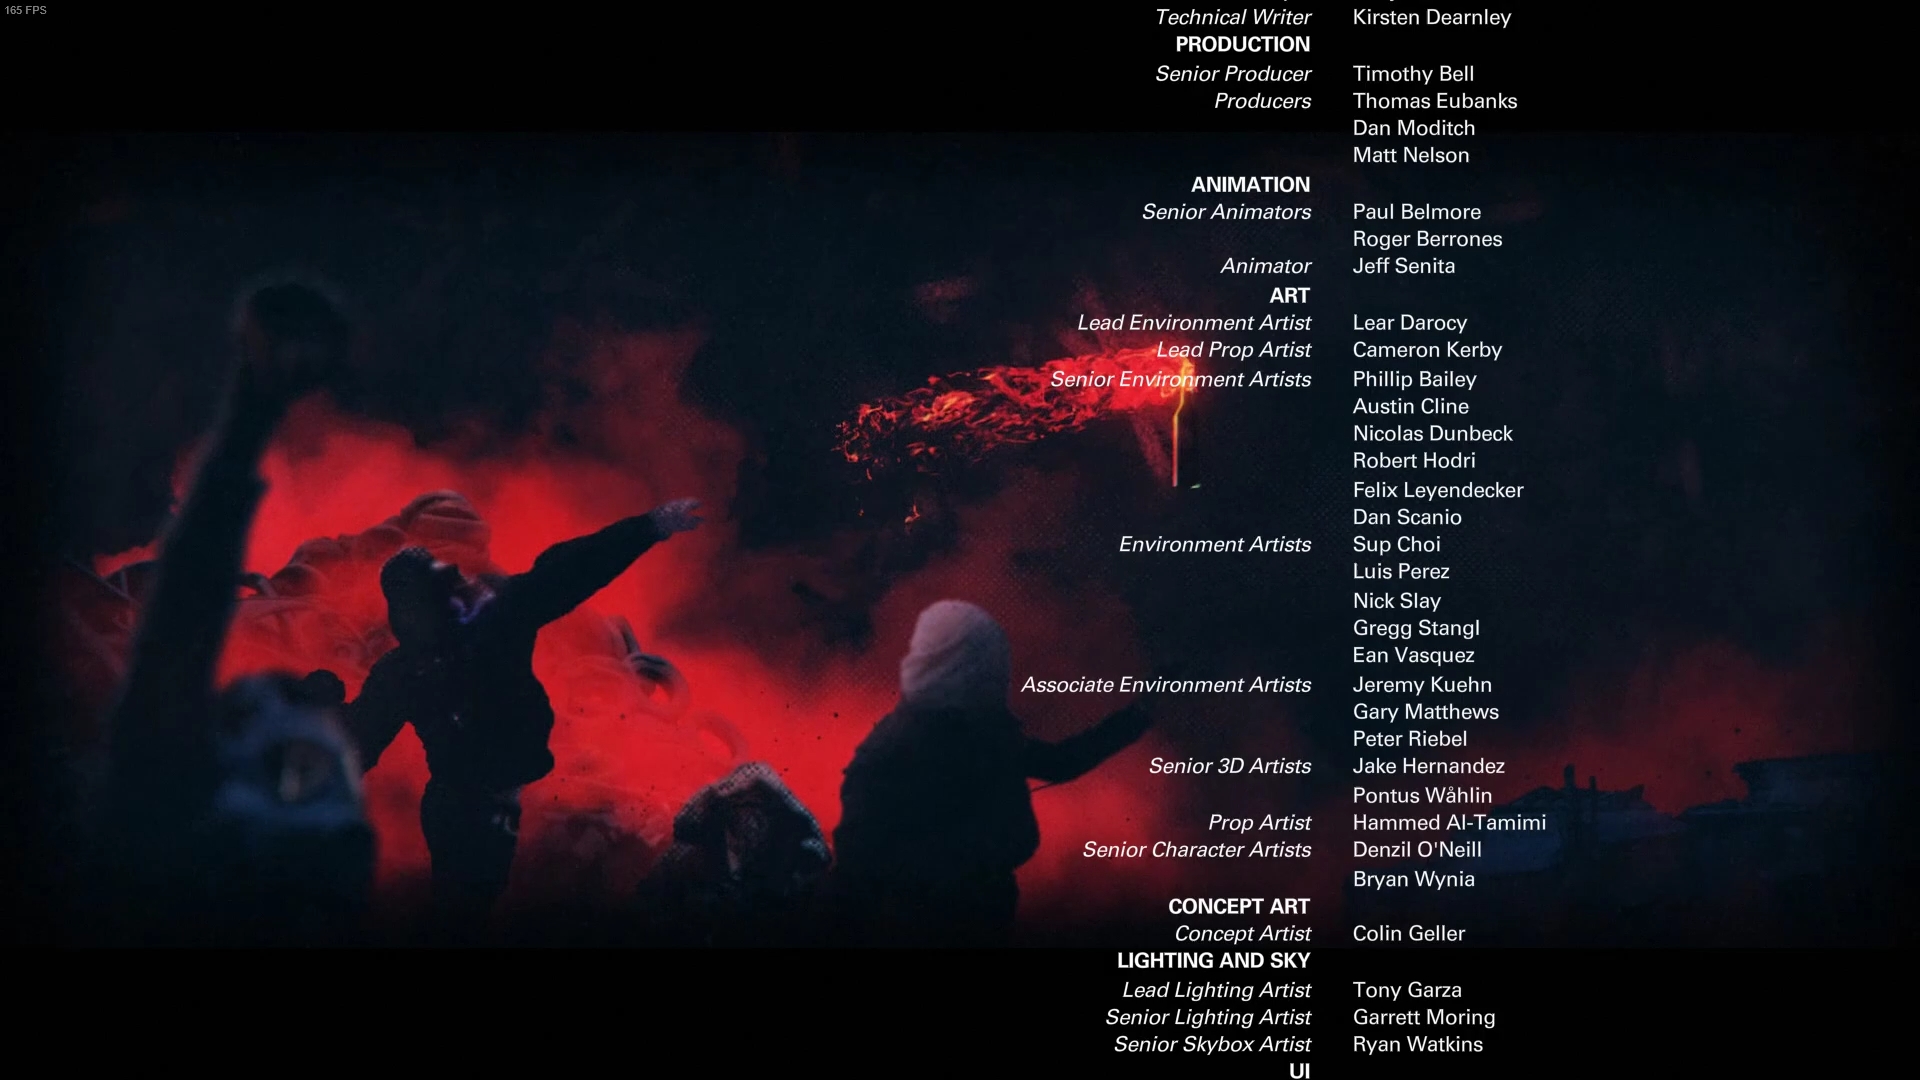 165 FPS
Technical Writer Kirsten Dearnley
PRODUCTION
Senior Producer Timothy Bell
Producers Thomas Eubanks
Dan Moditch
Matt Nelson
ANIMATION
Senior Animators Paul Belmore
Roger Berrones
Animator Jeff Senita
ART
Lead Environment Artist Lear Darocy
Lead Prop Artist Cameron Kerby
Senior Environment Artists Phillip Bailey
Austin Cline
Nicolas Dunbeck
Robert Hodri
Felix Leyendecker
Dan Scanio
Environment Artists Sup Choi
Luis Perez
Nick Slay
Gregg Stangl
Ean Vasquez
Associate Environment Artists Jeremy Kuehn
Gary Matthews
Peter Riebel
Senior 3D Artists Jake Hernandez
Pontus Wåhlin
Prop Artist Hammed Al-Tamimi
Senior Character Artists Denzil O'Neill
Bryan Wynia
CONCEPT ART
Concept Artist Colin Geller
LIGHTING AND SKY
Lead Lighting Artist Tony Garza
Senior Lighting Artist Garrett Moring
Senior Skybox Artist Ryan Watkins
UI